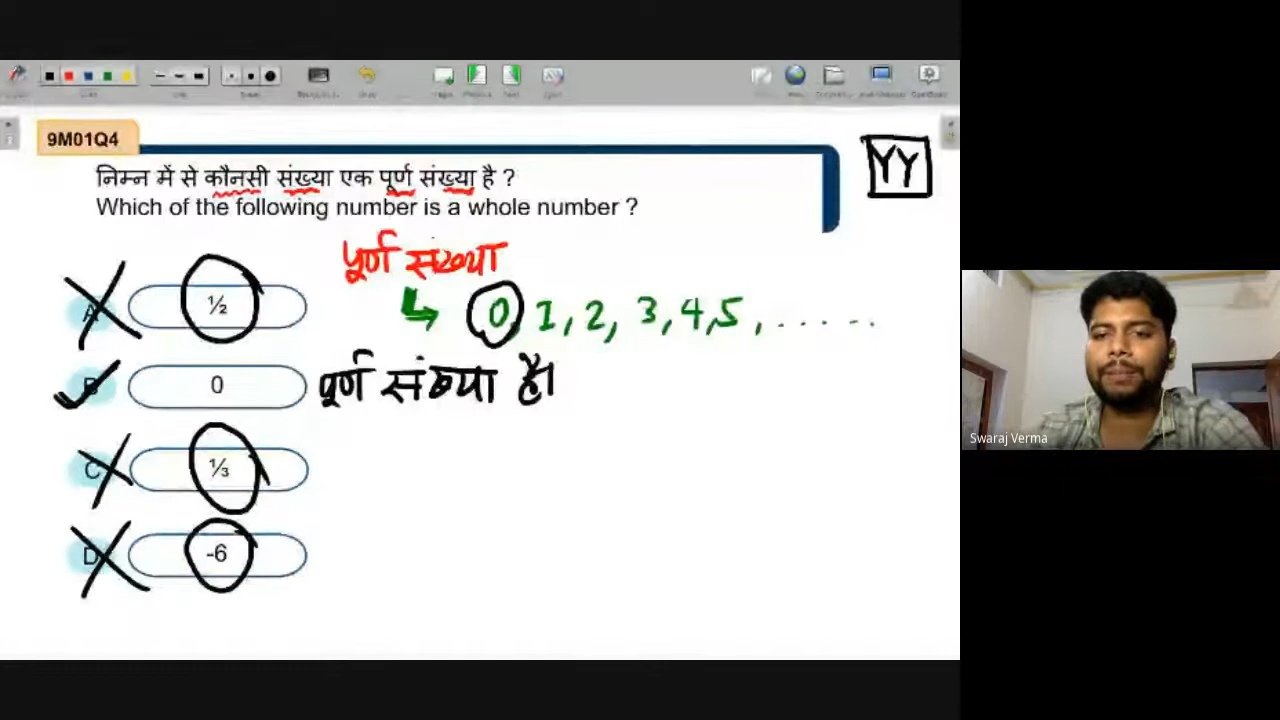 9M01Q4
YY
निम्न में से कौनसी संख्या एक पूर्ण संख्या है ?
Which of the following number is a whole number ?
पूर्ण संख्या
A ½
0, 1, 2, 3, 4, 5, ......
B 0 पूर्ण संख्या है।
C ⅓
D -6
Swaraj Verma